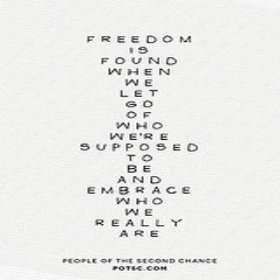 FREEDOM
IS
FOUND
WHEN
WE
LET
GO
OF
WHO
WE'RE
SUPPOSED
TO
BE
AND
EMBRACE
WHO
WE
REALLY
ARE
PEOPLE OF THE SECOND CHANCE
POTSC.COM